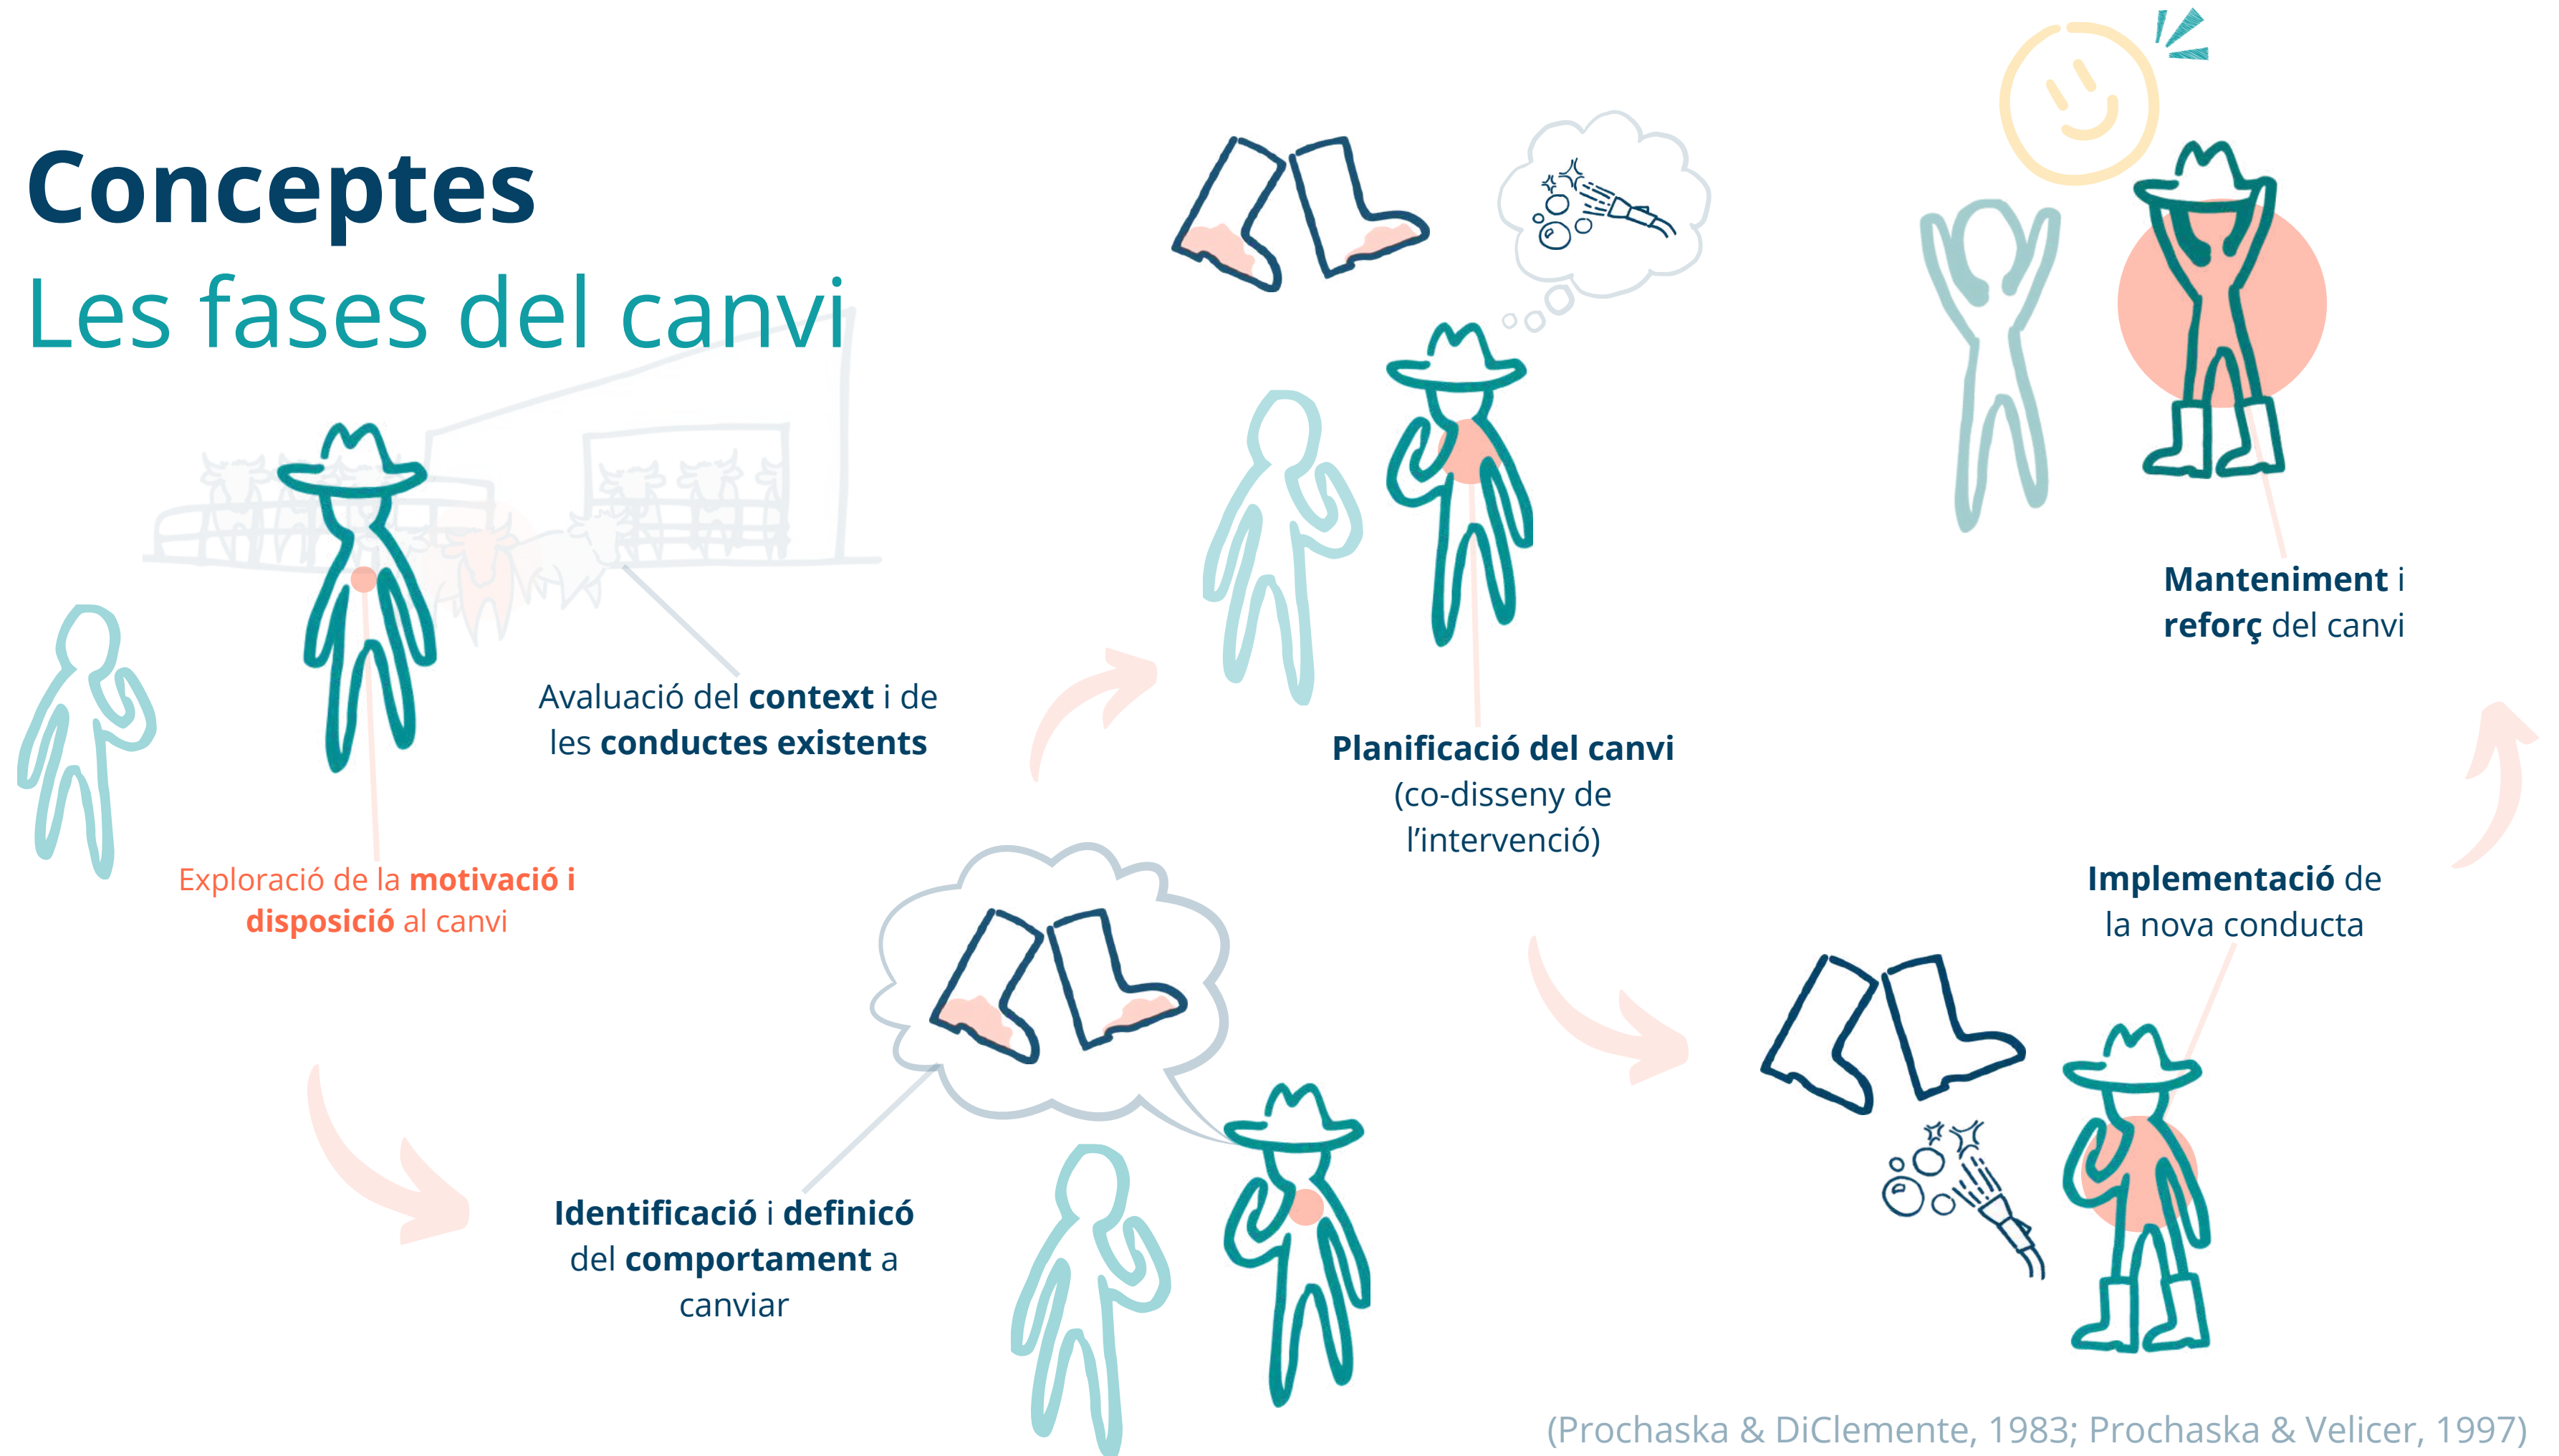 Conceptes
Les fases del canvi
Avaluació del context i de
les conductes existents
Exploració de la motivació i
disposició al canvi
Identificació i definicó
del comportament a
canviar
Planificació del canvi
(co-disseny de
l’intervenció)
Implementació de
la nova conducta
Manteniment i
reforç del canvi
(Prochaska & DiClemente, 1983; Prochaska & Velicer, 1997)